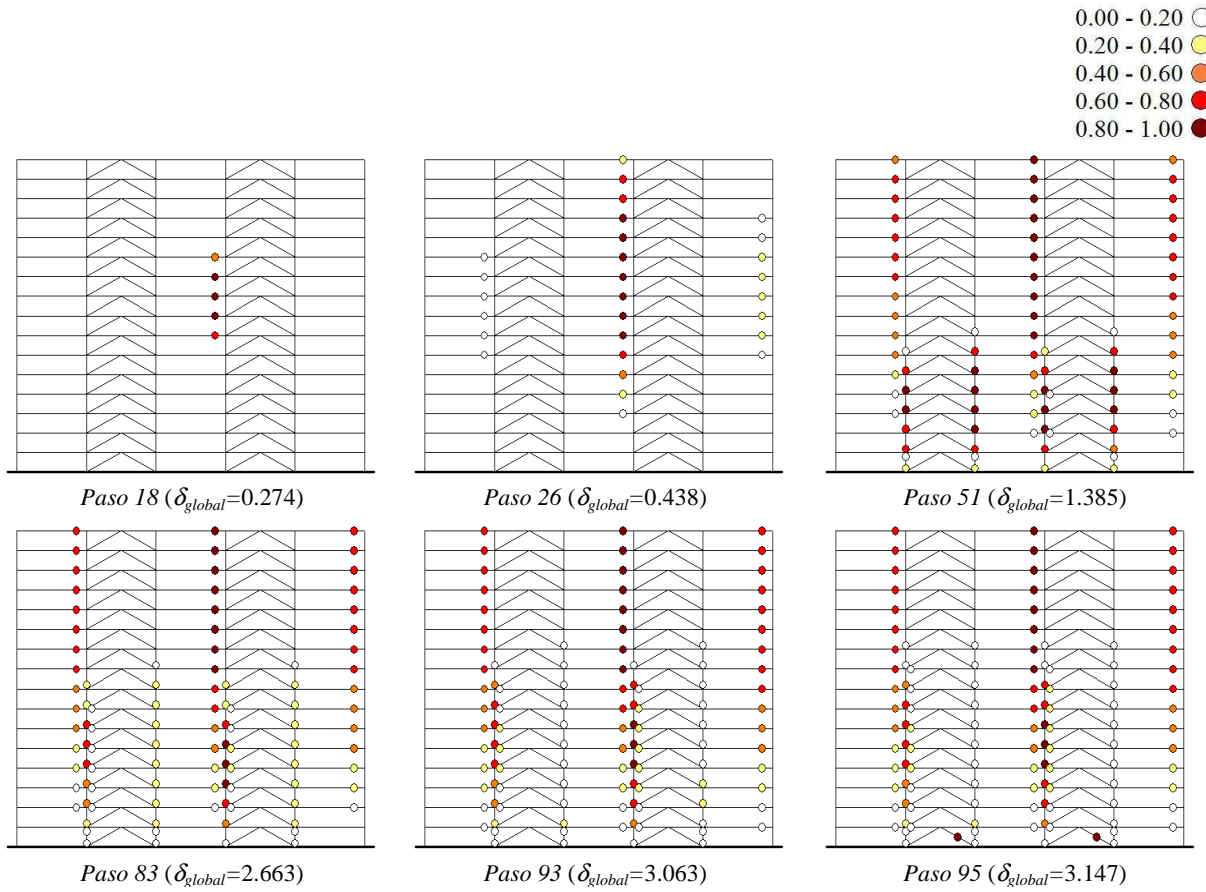 0.00 - 0.20
0.20 - 0.40
0.40 - 0.60
0.60 - 0.80
0.80 - 1.00
Paso 18 (δglobal=0.274)
Paso 26 (δglobal=0.438)
Paso 51 (δglobal=1.385)
Paso 83 (δglobal=2.663)
Paso 93 (δglobal=3.063)
Paso 95 (δglobal=3.147)